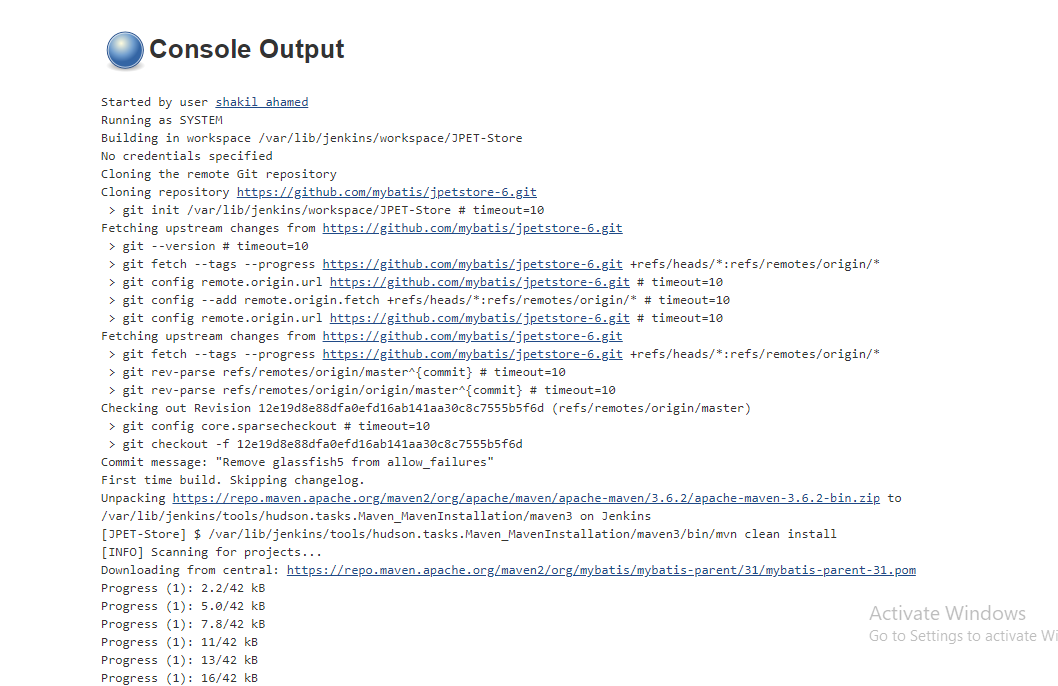 Console Output
Started by user shakil ahamed
Running as SYSTEM
Building in workspace /var/lib/jenkins/workspace/JPET-Store
No credentials specified
Cloning the remote Git repository
Cloning repository https://github.com/mybatis/jpetstore-6.git
> git init /var/lib/jenkins/workspace/JPET-Store # timeout=10
Fetching upstream changes from https://github.com/mybatis/jpetstore-6.git
> git --version # timeout=10
> git fetch --tags --progress https://github.com/mybatis/jpetstore-6.git +refs/heads/*:refs/remotes/origin/*
> git config remote.origin.url https://github.com/mybatis/jpetstore-6.git # timeout=10
> git config --add remote.origin.fetch +refs/heads/*:refs/remotes/origin/* # timeout=10
> git config remote.origin.url https://github.com/mybatis/jpetstore-6.git # timeout=10
Fetching upstream changes from https://github.com/mybatis/jpetstore-6.git
> git fetch --tags --progress https://github.com/mybatis/jpetstore-6.git +refs/heads/*:refs/remotes/origin/*
> git rev-parse refs/remotes/origin/master^{commit} # timeout=10
> git rev-parse refs/remotes/origin/origin/master^{commit} # timeout=10
Checking out Revision 12e19d8e88dfa0efd16ab141aa30c8c7555b5f6d (refs/remotes/origin/master)
> git config core.sparsecheckout # timeout=10
> git checkout -f 12e19d8e88dfa0efd16ab141aa30c8c7555b5f6d
Commit message: "Remove glassfish5 from allow_failures"
First time build. Skipping changelog.
Unpacking https://repo.maven.apache.org/maven2/org/apache/maven/apache-maven/3.6.2/apache-maven-3.6.2-bin.zip to
/var/lib/jenkins/tools/hudson.tasks.Maven_MavenInstallation/maven3 on Jenkins
[JPET-Store] $ /var/lib/jenkins/tools/hudson.tasks.Maven_MavenInstallation/maven3/bin/mvn clean install
[INFO] Scanning for projects...
Downloading from central: https://repo.maven.apache.org/maven2/org/mybatis/mybatis-parent/31/mybatis-parent-31.pom
Progress (1): 2.2/42 kB
Progress (1): 5.0/42 kB
Progress (1): 7.8/42 kB
Progress (1): 11/42 kB
Progress (1): 13/42 kB
Progress (1): 16/42 kB
Activate Windows
Go to Settings to activate Wi